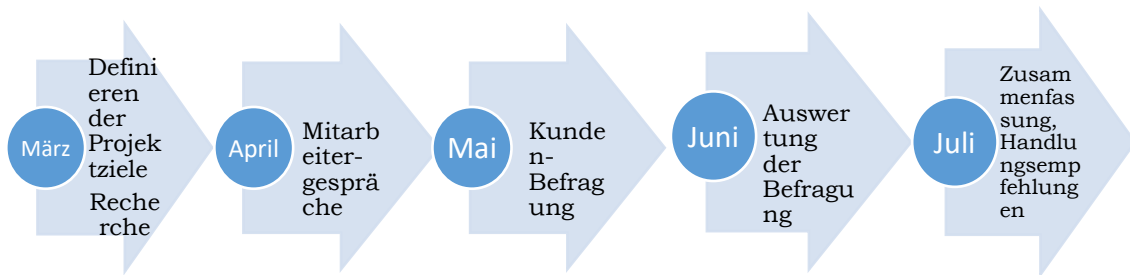 März
Defini
eren
der
Projek
tziele
Reche
rche
April
Mitarb
eiter-
gesprä
che
Mai
Kunde
n-
Befrag
ung
Juni
Auswer
tung
der
Befragu
ng
Juli
Zusam
menfas
sung,
Handlu
ngsemp
fehlung
en